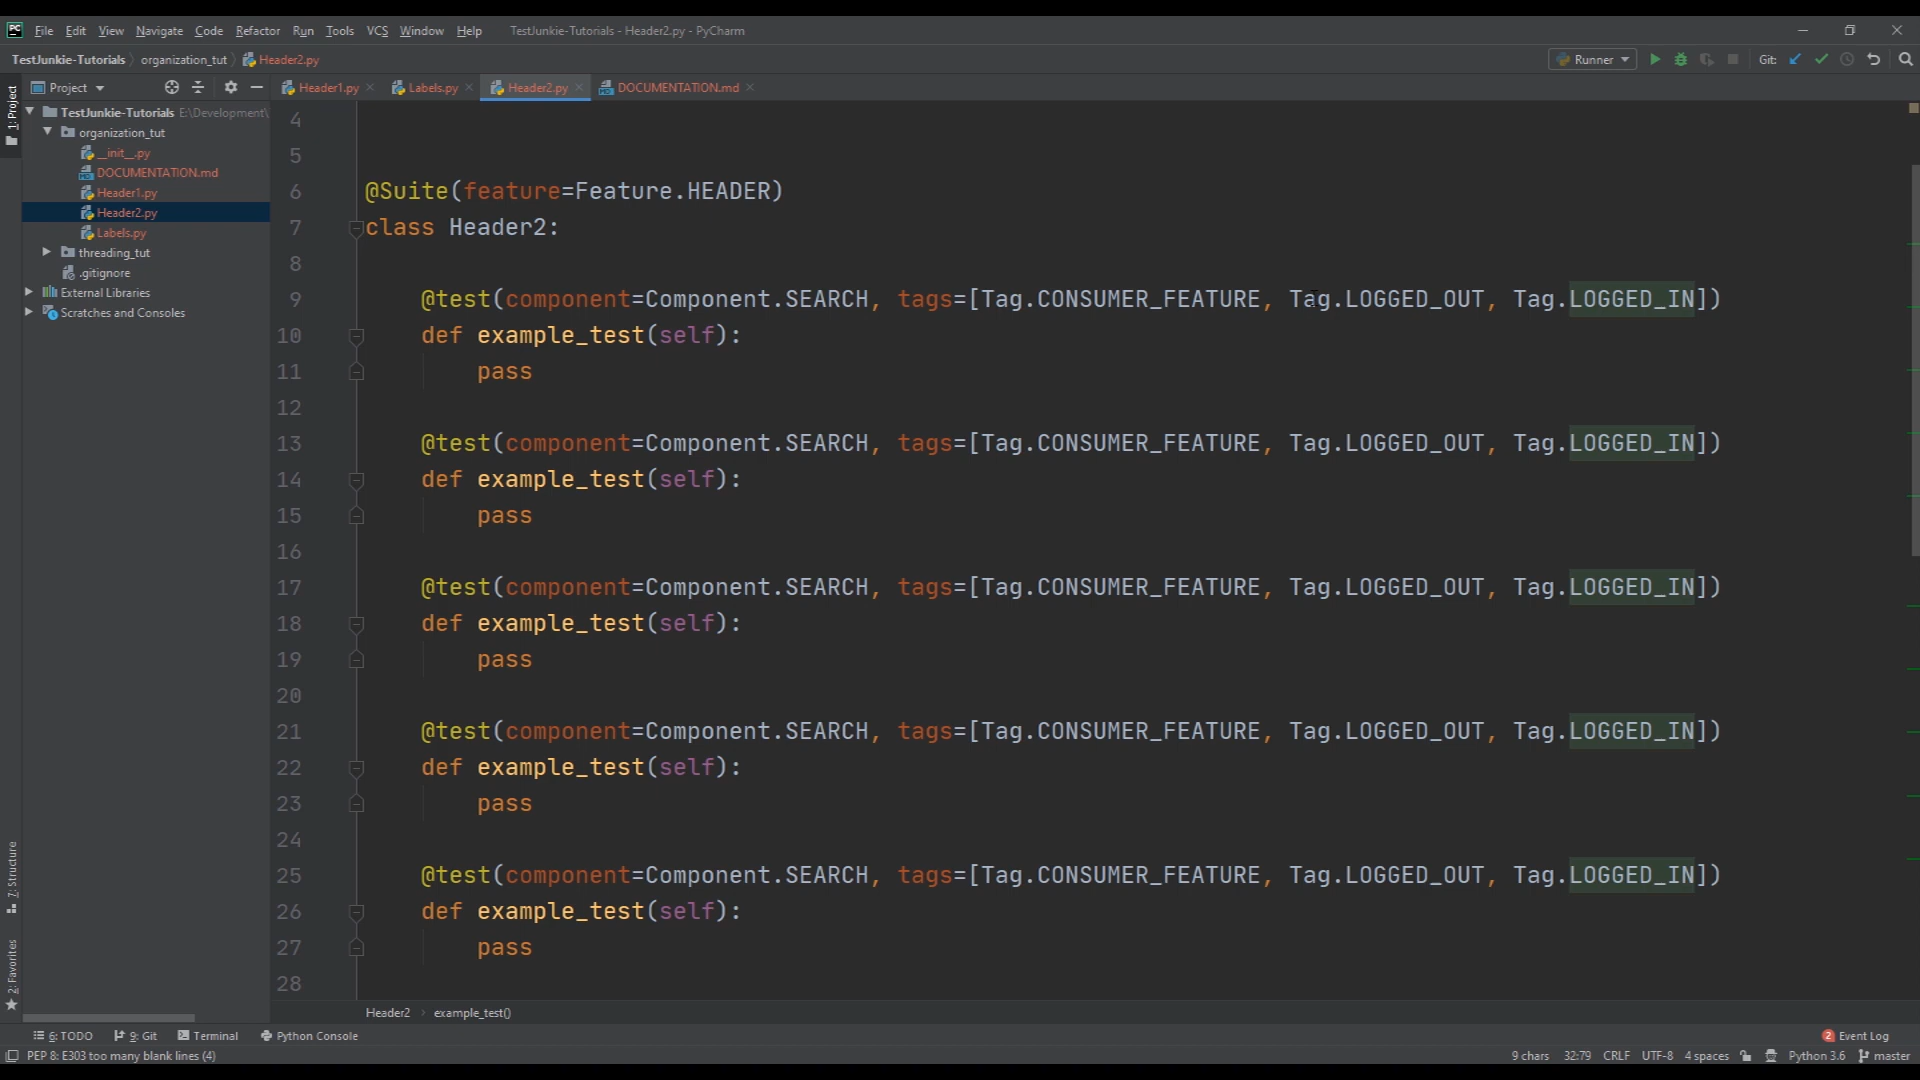 PC File Edit View Navigate Code Refactor Run Tools VCS Window Help TestJunkie-Tutorials - Header2.py - PyCharm
TestJunkie-Tutorials organization_tut Header2.py Runner Git:
Project Header1.py Labels.py Header2.py DOCUMENTATION.md
1: Project
TestJunkie-Tutorials E:\Development\
organization_tut
__init__.py
DOCUMENTATION.md
Header1.py
Header2.py
Labels.py
threading_tut
.gitignore
External Libraries
Scratches and Consoles
7: Structure
2: Favorites
4
5
6 @Suite(feature=Feature.HEADER)
7 class Header2:
8
9 @test(component=Component.SEARCH, tags=[Tag.CONSUMER_FEATURE, Tag.LOGGED_OUT, Tag.LOGGED_IN])
10 def example_test(self):
11 pass
12
13 @test(component=Component.SEARCH, tags=[Tag.CONSUMER_FEATURE, Tag.LOGGED_OUT, Tag.LOGGED_IN])
14 def example_test(self):
15 pass
16
17 @test(component=Component.SEARCH, tags=[Tag.CONSUMER_FEATURE, Tag.LOGGED_OUT, Tag.LOGGED_IN])
18 def example_test(self):
19 pass
20
21 @test(component=Component.SEARCH, tags=[Tag.CONSUMER_FEATURE, Tag.LOGGED_OUT, Tag.LOGGED_IN])
22 def example_test(self):
23 pass
24
25 @test(component=Component.SEARCH, tags=[Tag.CONSUMER_FEATURE, Tag.LOGGED_OUT, Tag.LOGGED_IN])
26 def example_test(self):
27 pass
28
Header2 example_test()
6: TODO 9: Git Terminal Python Console 2 Event Log
PEP 8: E303 too many blank lines (4) 9 chars 32:79 CRLF UTF-8 4 spaces Python 3.6 master